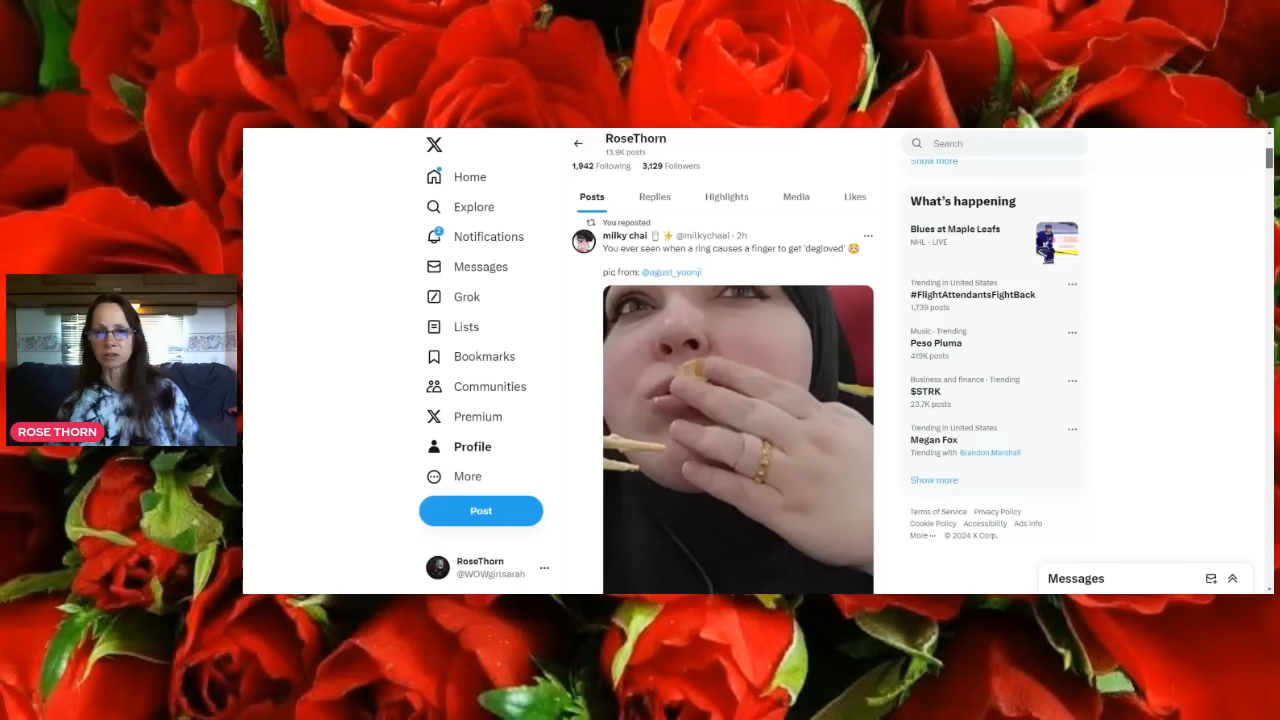 RoseThorn
13.9K posts
1,942 Following 3,129 Followers
Posts Replies Highlights Media Likes
Home
Explore
2
Notifications
Messages
Grok
Lists
Bookmarks
Communities
Premium
Profile
More
Post
RoseThorn
@WOWgirlsarah
You reposted
milky chai 🥛✨ @milkychaai · 2h
You ever seen when a ring causes a finger to get 'degloved' 😳
pic from: @agust_yoonji
Search
Show more
What's happening
Blues at Maple Leafs
NHL · LIVE
Trending in United States
#FlightAttendantsFightBack
1,739 posts
Music · Trending
Peso Pluma
419K posts
Business and finance · Trending
$STRK
23.7K posts
Trending in United States
Megan Fox
Trending with Brandon Marshall
Show more
Terms of Service Privacy Policy
Cookie Policy Accessibility Ads info
More ··· © 2024 X Corp.
Messages
ROSE THORN